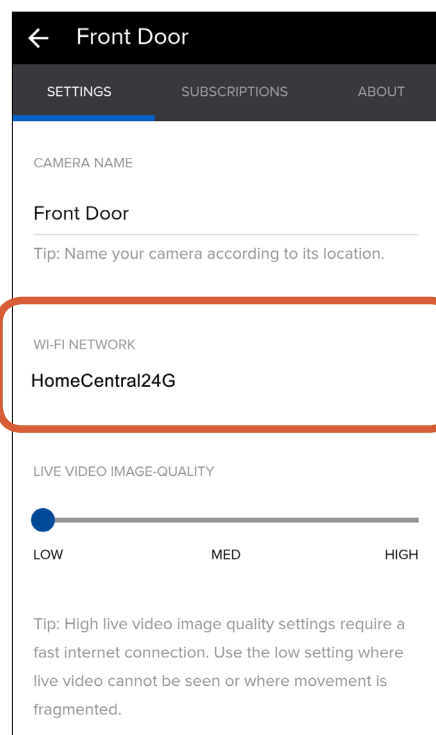 Front Door
SETTINGS SUBSCRIPTIONS ABOUT
CAMERA NAME
Front Door
Tip: Name your camera according to its location.
WI-FI NETWORK
HomeCentral24G
LIVE VIDEO IMAGE-QUALITY
LOW MED HIGH
Tip: High live video image quality settings require a
fast internet connection. Use the low setting where
live video cannot be seen or where movement is
fragmented.